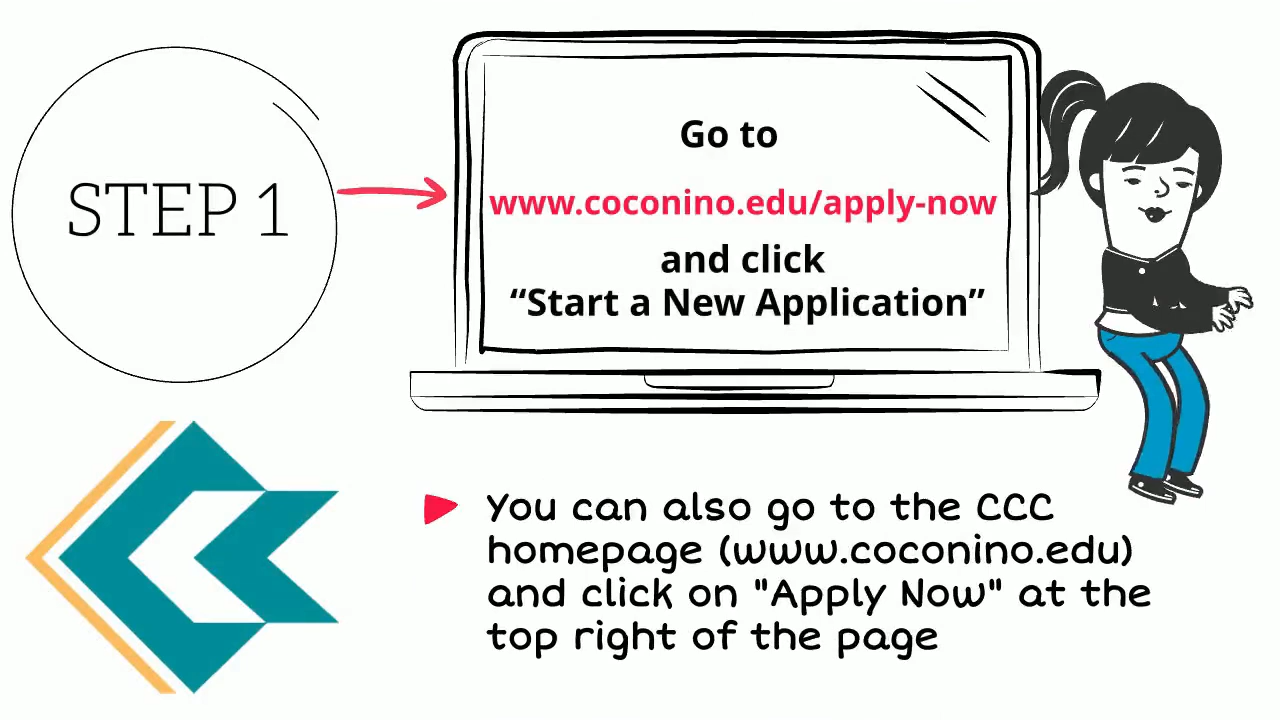 STEP 1
Go to
www.coconino.edu/apply-now
and click
“Start a New Application”
You can also go to the CCC
homepage (www.coconino.edu)
and click on "Apply Now" at the
top right of the page